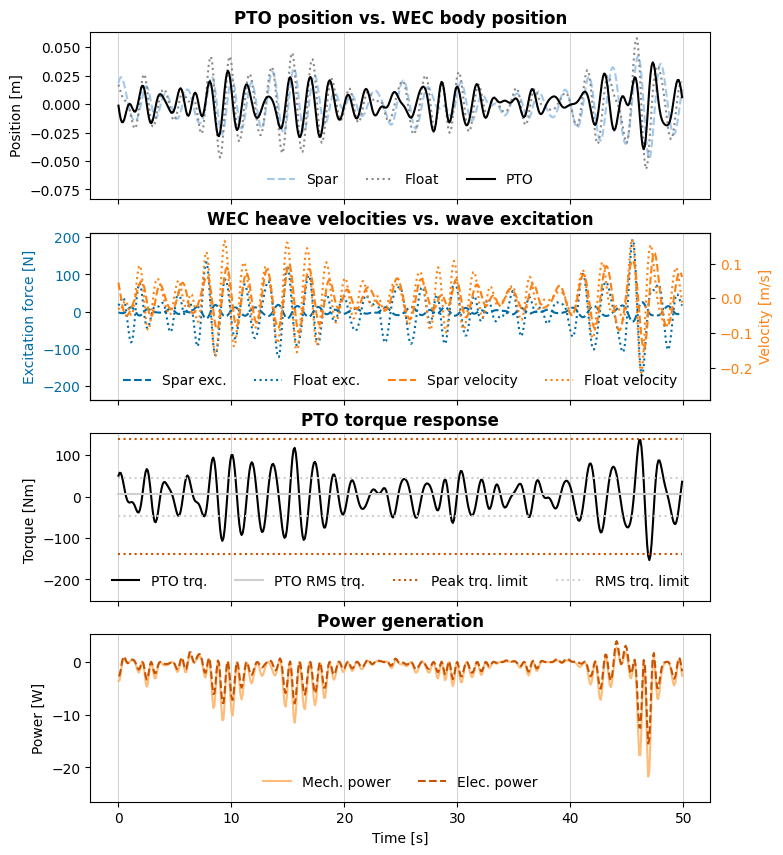 PTO position vs. WEC body position
Position [m]
0.050
0.025
0.000
−0.025
−0.050
−0.075
Spar Float PTO
WEC heave velocities vs. wave excitation
Excitation force [N]
200
100
0
−100
−200
0.1
0.0
−0.1
−0.2
Velocity [m/s]
Spar exc. Float exc. Spar velocity Float velocity
PTO torque response
Torque [Nm]
100
0
−100
−200
PTO trq. PTO RMS trq. Peak trq. limit RMS trq. limit
Power generation
Power [W]
0
−10
−20
Mech. power Elec. power
0 10 20 30 40 50
Time [s]